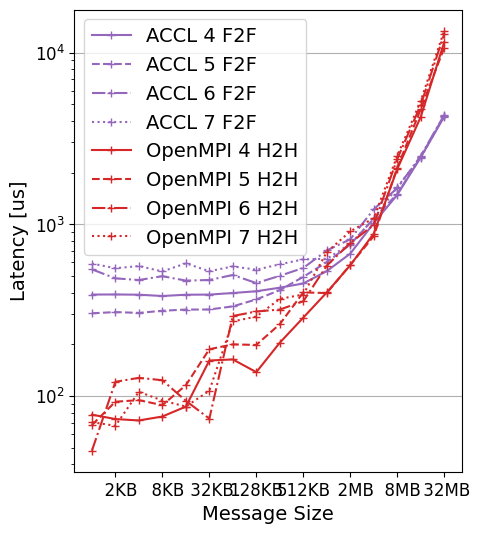 ACCL 4 F2F
ACCL 5 F2F
ACCL 6 F2F
ACCL 7 F2F
OpenMPI 4 H2H
OpenMPI 5 H2H
OpenMPI 6 H2H
OpenMPI 7 H2H
Latency [us]
10⁴
10³
10²
2KB 8KB 32KB 128KB 512KB 2MB 8MB 32MB
Message Size